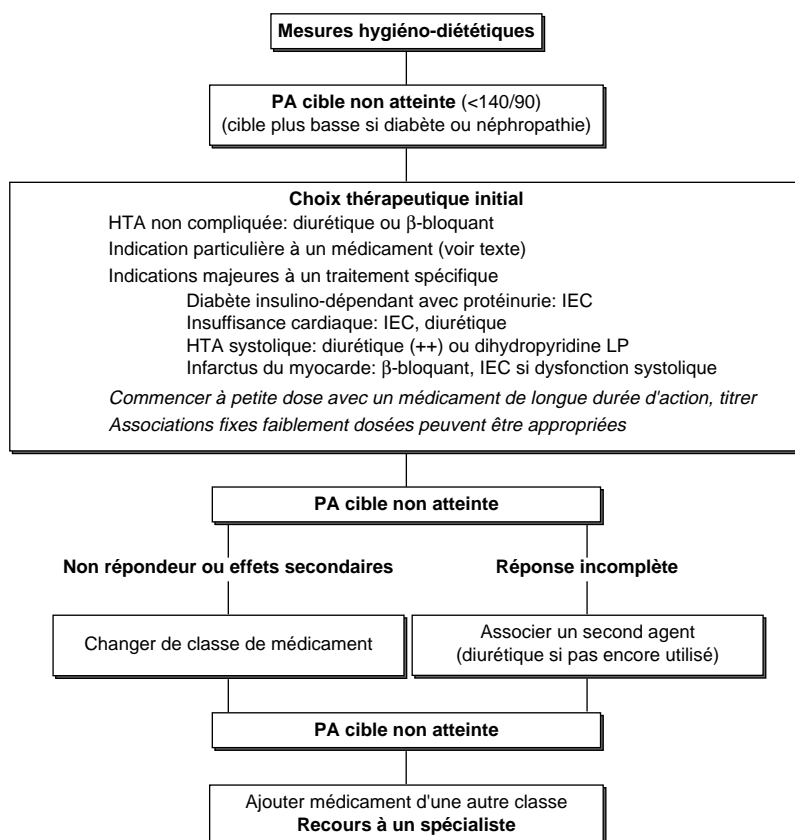 Mesures hygiéno-diététiques
PA cible non atteinte (<140/90)
(cible plus basse si diabète ou néphropathie)
Choix thérapeutique initial
HTA non compliquée: diurétique ou β-bloquant
Indication particulière à un médicament (voir texte)
Indications majeures à un traitement spécifique
Diabète insulino-dépendant avec protéinurie: IEC
Insuffisance cardiaque: IEC, diurétique
HTA systolique: diurétique (++) ou dihydropyridine LP
Infarctus du myocarde: β-bloquant, IEC si dysfonction systolique
Commencer à petite dose avec un médicament de longue durée d'action, titrer
Associations fixes faiblement dosées peuvent être appropriées
PA cible non atteinte
Non répondeur ou effets secondaires
Réponse incomplète
Changer de classe de médicament
Associer un second agent
(diurétique si pas encore utilisé)
PA cible non atteinte
Ajouter médicament d'une autre classe
Recours à un spécialiste